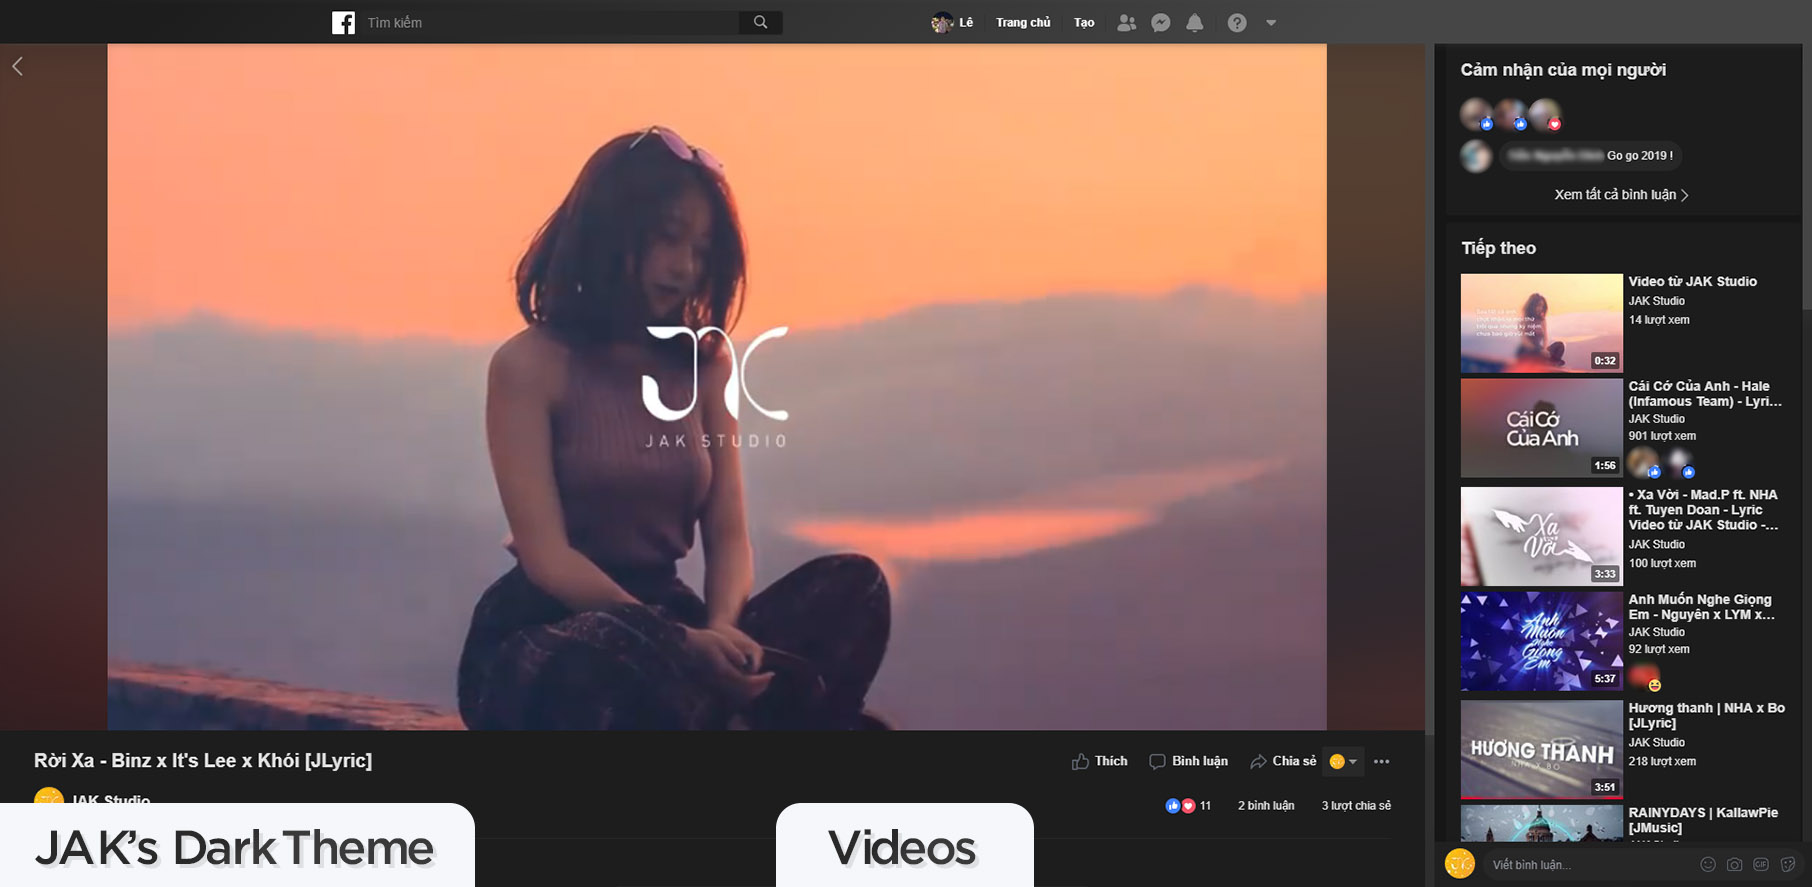 Tìm kiếm
Lê
Trang chủ
Tạo
JAK STUDIO
Rời Xa - Binz x It's Lee x Khói [JLyric]
JAK Studio
Thích
Bình luận
Chia sẻ
11
2 bình luận
3 lượt chia sẻ
JAK's Dark Theme
Videos
Cảm nhận của mọi người
Go go 2019 !
Xem tất cả bình luận
Tiếp theo
0:32
Video từ JAK Studio
JAK Studio
14 lượt xem
Cái Cớ
Của Anh
1:56
Cái Cớ Của Anh - Hale
(Infamous Team) - Lyri...
JAK Studio
901 lượt xem
Xa
Vời
3:33
• Xa Vời - Mad.P ft. NHA
ft. Tuyen Doan - Lyric
Video từ JAK Studio -...
JAK Studio
100 lượt xem
Anh
Muốn
Nghe
Giọng
Em
5:37
Anh Muốn Nghe Giọng
Em - Nguyên x LYM x...
JAK Studio
92 lượt xem
HƯƠNG THANH
NHA X BO
3:51
Hương thanh | NHA x Bo
[JLyric]
JAK Studio
218 lượt xem
RAINYDAYS | KallawPie
[JMusic]
Viết bình luận...
GIF